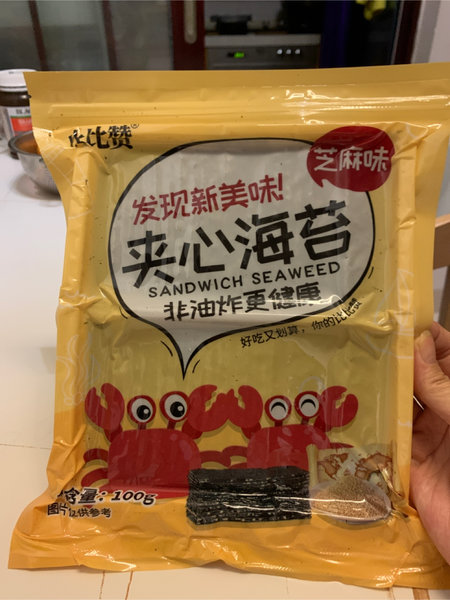 比比赞®
芝麻味
发现新美味!
夹心海苔
SANDWICH SEAWEED
非油炸更健康
好吃又划算，你的比比赞
含量：100g
图片仅供参考